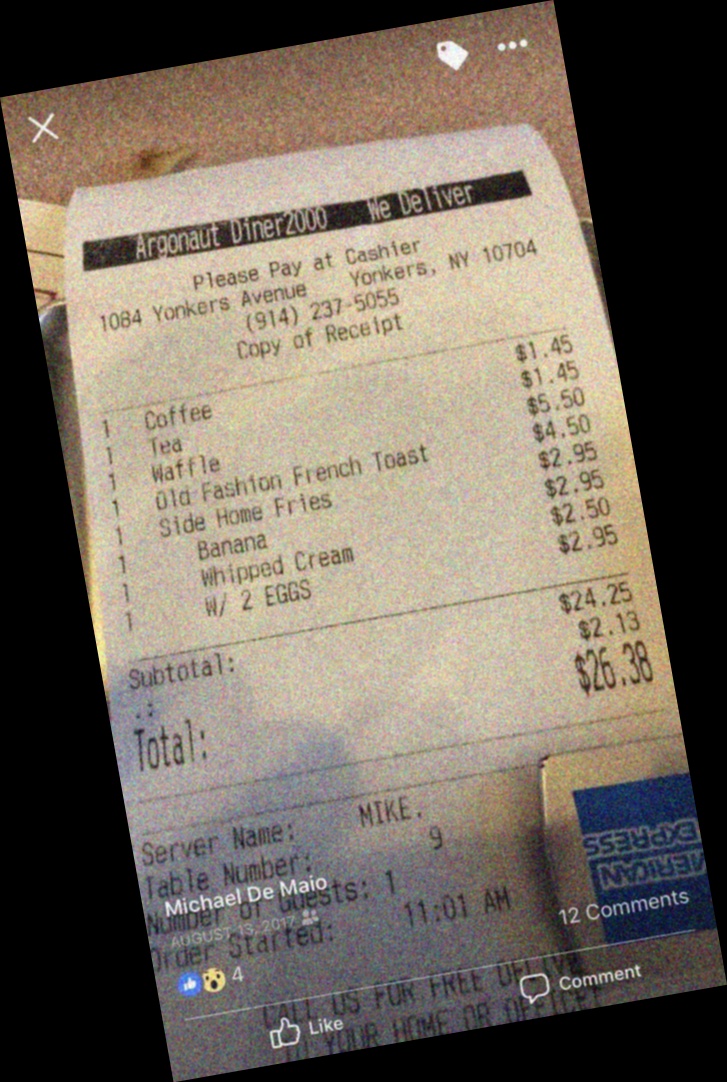 Argonaut Diner2000 We Deliver
Please Pay at Cashier
1084 Yonkers Avenue Yonkers, NY 10704
(914) 237-5055
Copy of Receipt
1 Coffee $1.45
1 Tea $1.45
1 Waffle $5.50
1 Old Fashion French Toast $4.50
1 Side Home Fries $2.95
1 Banana $2.95
1 Whipped Cream $2.50
1 W/ 2 EGGS $2.95
Subtotal: $24.25
.: $2.13
Total: $26.38
Server Name: MIKE.
Table Number: 9
Number of Guests: 1
Order Started: 11:01 AM
AMERICAN
EXPRESS
Michael De Maio
AUGUST 13, 2017
12 Comments
4
CALL US FOR FREE
TO YOUR HOME OR OFFICE!
Like
Comment